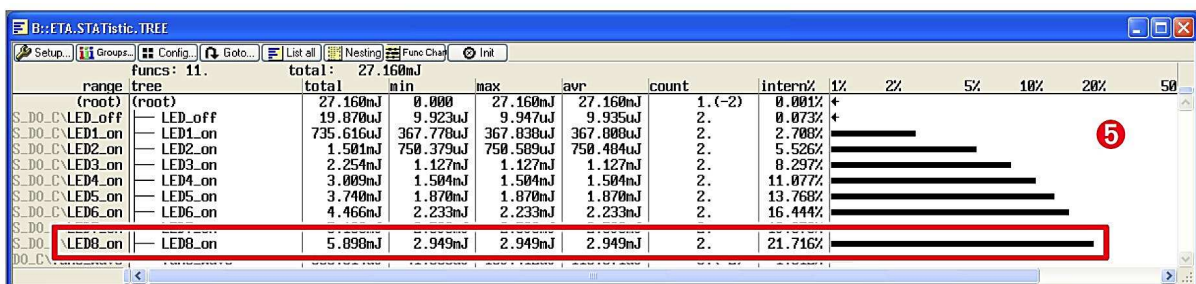 B::ETA.STATistic.TREE
Setup... Groups... Config... Goto... List all Nesting Func Chart Init
funcs: 11. total: 27.160mJ
range tree total min max avr count intern% 1% 2% 5% 10% 20% 50
(root) (root) 27.160mJ 0.000 27.160mJ 27.160mJ 1.(-2) 0.001%
S_DO_C\LED_off LED_off 19.870uJ 9.923uJ 9.947uJ 9.935uJ 2. 0.073%
S_DO_C\LED1_on LED1_on 735.616uJ 367.778uJ 367.838uJ 367.808uJ 2. 2.708%
S_DO_C\LED2_on LED2_on 1.501mJ 750.379uJ 750.589uJ 750.484uJ 2. 5.526%
S_DO_C\LED3_on LED3_on 2.254mJ 1.127mJ 1.127mJ 1.127mJ 2. 8.297%
S_DO_C\LED4_on LED4_on 3.009mJ 1.504mJ 1.504mJ 1.504mJ 2. 11.077%
S_DO_C\LED5_on LED5_on 3.740mJ 1.870mJ 1.870mJ 1.870mJ 2. 13.768%
S_DO_C\LED6_on LED6_on 4.466mJ 2.233mJ 2.233mJ 2.233mJ 2. 16.444%
S_DO_
S_DO_ \LED8_on LED8_on 5.898mJ 2.949mJ 2.949mJ 2.949mJ 2. 21.716%
5